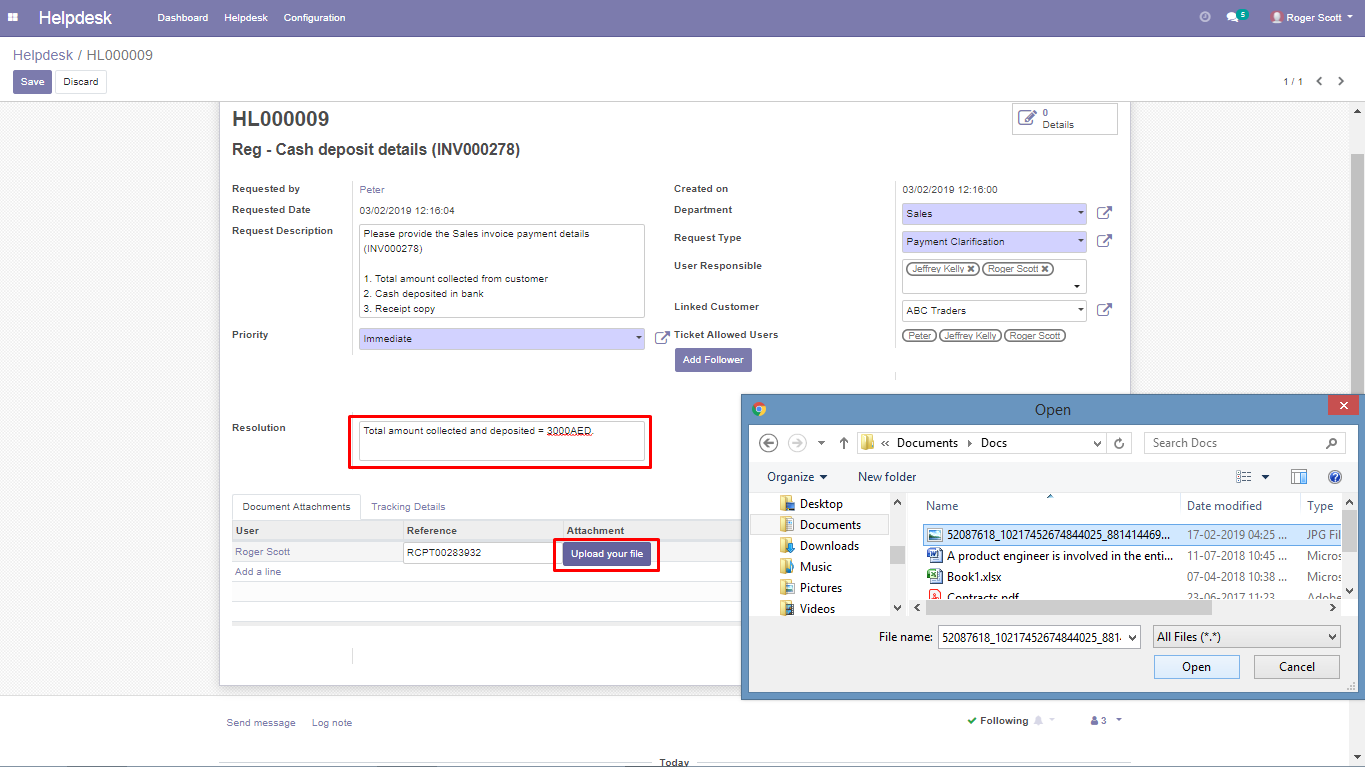 Helpdesk
Dashboard Helpdesk Configuration
5
Roger Scott
Helpdesk / HL000009
Save Discard
1 / 1
HL000009
0
Details
Reg - Cash deposit details (INV000278)
Requested by Peter
Requested Date 03/02/2019 12:16:04
Request Description
Please provide the Sales invoice payment details
(INV000278)
1. Total amount collected from customer
2. Cash deposited in bank
3. Receipt copy
Priority Immediate
Created on 03/02/2019 12:16:00
Department Sales
Request Type Payment Clarification
User Responsible Jeffrey Kelly Roger Scott
Linked Customer ABC Traders
Ticket Allowed Users Peter Jeffrey Kelly Roger Scott
Add Follower
Resolution Total amount collected and deposited = 3000AED.
Document Attachments Tracking Details
User Reference Attachment
Roger Scott RCPT00283932 Upload your file
Add a line
Open
« Documents Docs
Search Docs
Organize New folder
Name Date modified Type
Desktop
Documents
Downloads
Music
Pictures
Videos
52087618_10217452674844025_881414469... 17-02-2019 04:25 ... JPG Fil
A product engineer is involved in the enti... 11-07-2018 10:45 ... Micros
Book1.xlsx 07-04-2018 10:38 ... Micros
Contracts.pdf 23-06-2017 11:23 Adobe
File name: 52087618_10217452674844025_881 All Files (*.*)
Open Cancel
Send message Log note
Following 3
Today